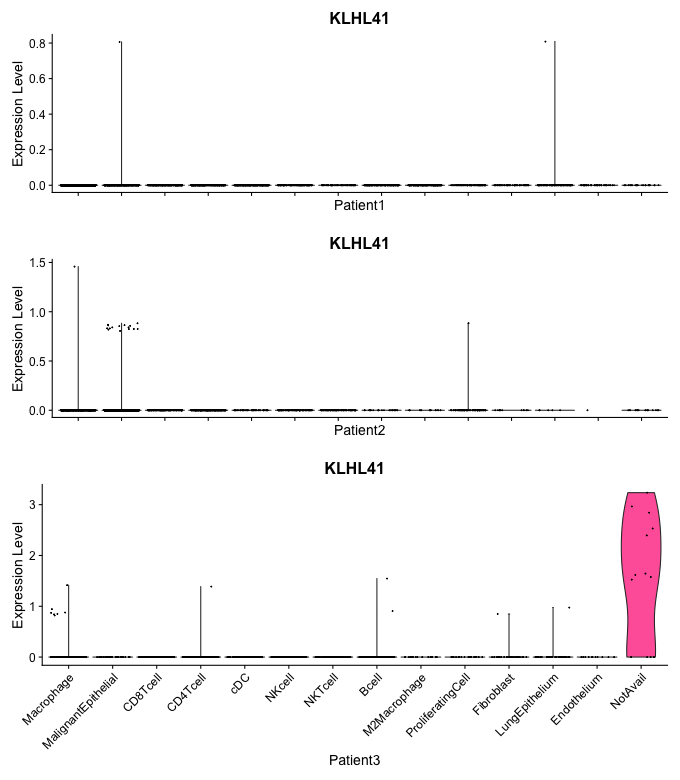 KLHL41
Expression Level
0.8
0.6
0.4
0.2
0.0
Patient1
KLHL41
Expression Level
1.5
1.0
0.5
0.0
Patient2
KLHL41
Expression Level
3
2
1
0
Macrophage
MalignantEpithelial
CD8Tcell
CD4Tcell
cDC
NKcell
NKTcell
Bcell
M2Macrophage
ProliferatingCell
Fibroblast
LungEpithelium
Endothelium
NotAvail
Patient3